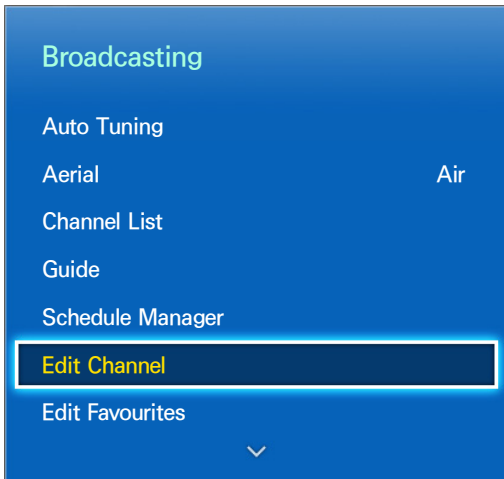 Broadcasting
Auto Tuning
Aerial Air
Channel List
Guide
Schedule Manager
Edit Channel
Edit Favourites